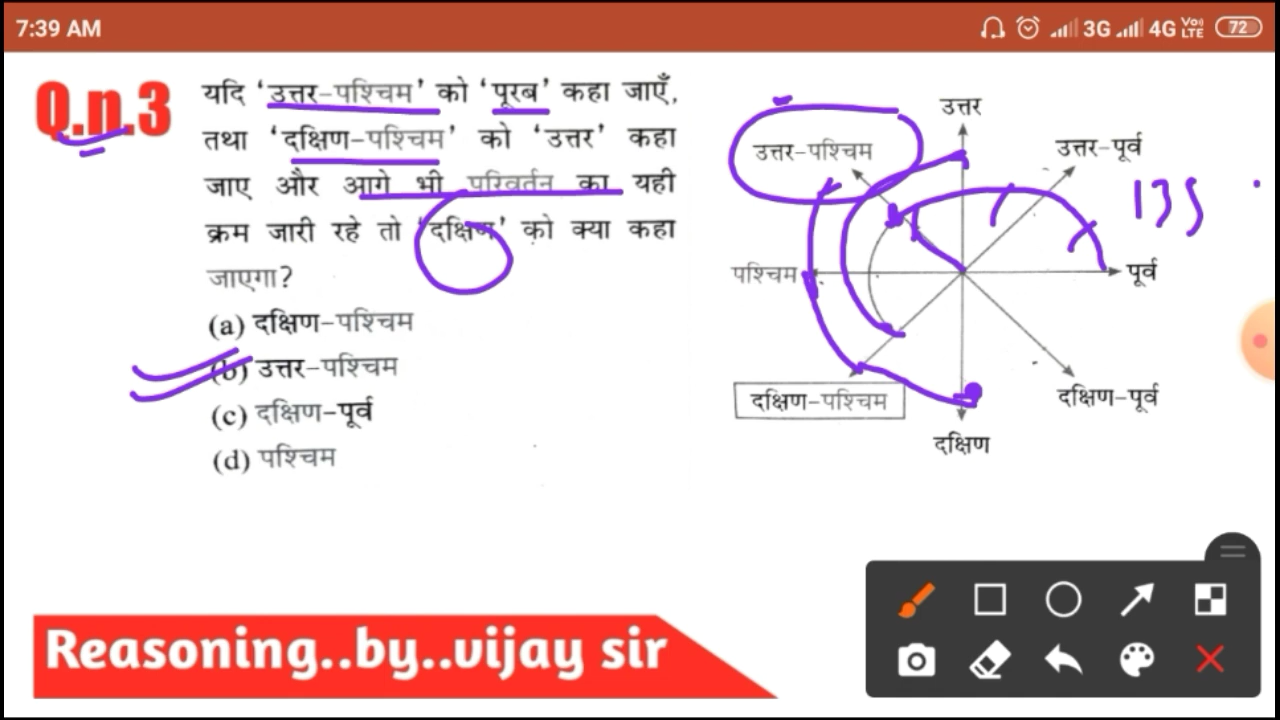 7:39 AM
3G 4G VoI) LTE 72
Q.n.3
यदि ‘उत्तर-पश्चिम’ को ‘पूरब’ कहा जाएँ,
तथा ‘दक्षिण-पश्चिम’ को ‘उत्तर’ कहा
जाए और आगे भी परिवर्तन का यही
क्रम जारी रहे तो ‘दक्षिण’ को क्या कहा
जाएगा?
(a) दक्षिण-पश्चिम
(b) उत्तर-पश्चिम
(c) दक्षिण-पूर्व
(d) पश्चिम
उत्तर
उत्तर-पश्चिम
उत्तर-पूर्व
135
पश्चिम
पूर्व
दक्षिण-पश्चिम
दक्षिण-पूर्व
दक्षिण
Reasoning..by..vijay sir